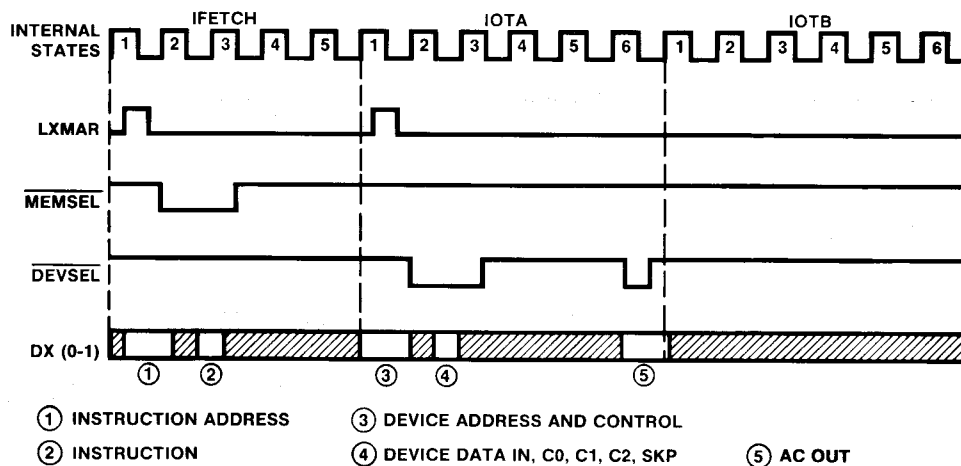 IFETCH IOTA IOTB
INTERNAL STATES
1 2 3 4 5 1 2 3 4 5 6 1 2 3 4 5 6
LXMAR
MEMSEL
DEVSEL
DX (0-1)
1 2 3 4 5
1 INSTRUCTION ADDRESS 3 DEVICE ADDRESS AND CONTROL
2 INSTRUCTION 4 DEVICE DATA IN, C0, C1, C2, SKP 5 AC OUT